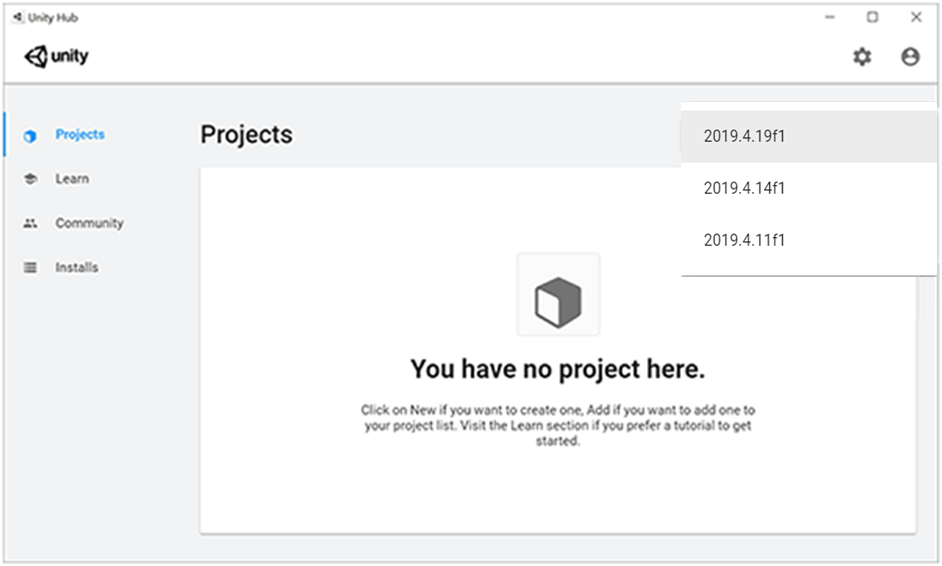 Unity Hub
unity
Projects
Learn
Community
Installs
Projects
2019.4.19f1
2019.4.14f1
2019.4.11f1
You have no project here.
Click on New if you want to create one, Add if you want to add one to
your project list. Visit the Learn section if you prefer a tutorial to get
started.